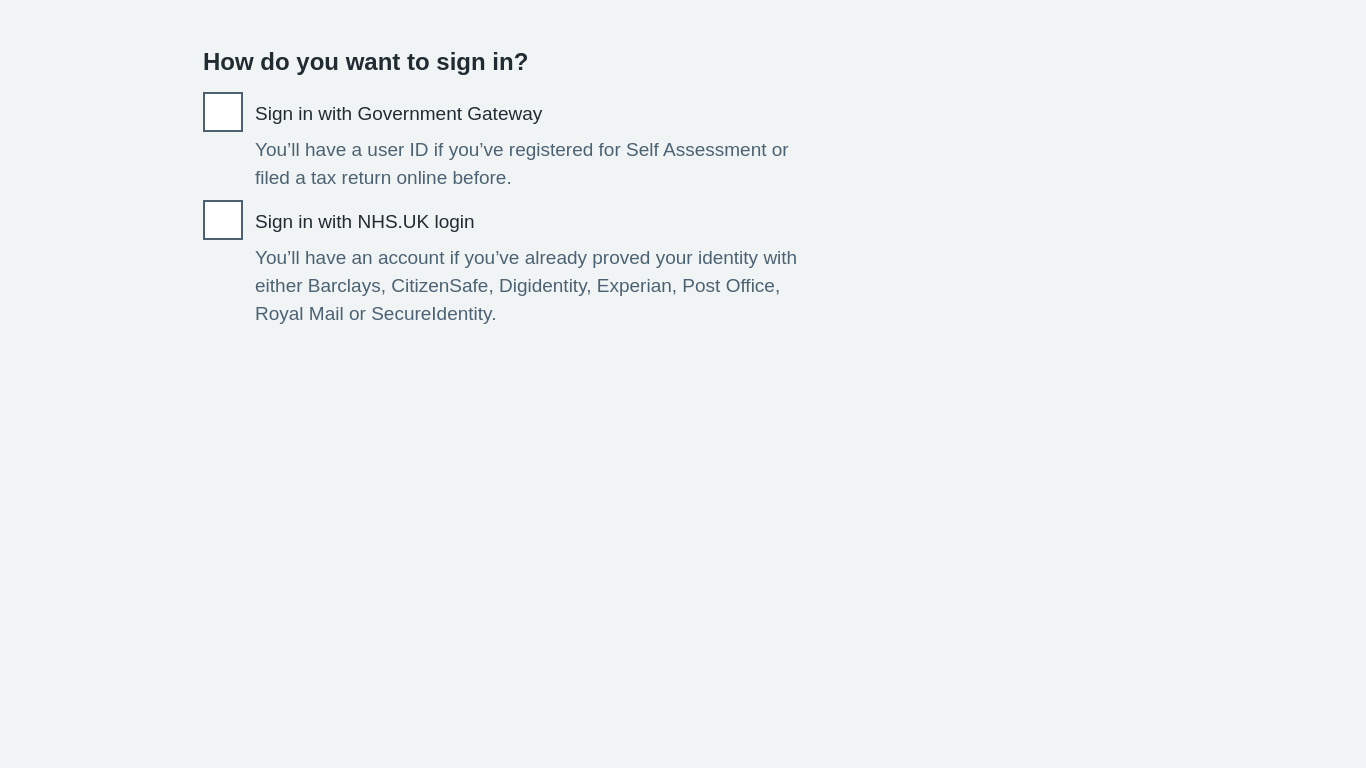 How do you want to sign in?
Sign in with Government Gateway
You’ll have a user ID if you’ve registered for Self Assessment or
filed a tax return online before.
Sign in with NHS.UK login
You’ll have an account if you’ve already proved your identity with
either Barclays, CitizenSafe, Digidentity, Experian, Post Office,
Royal Mail or SecureIdentity.